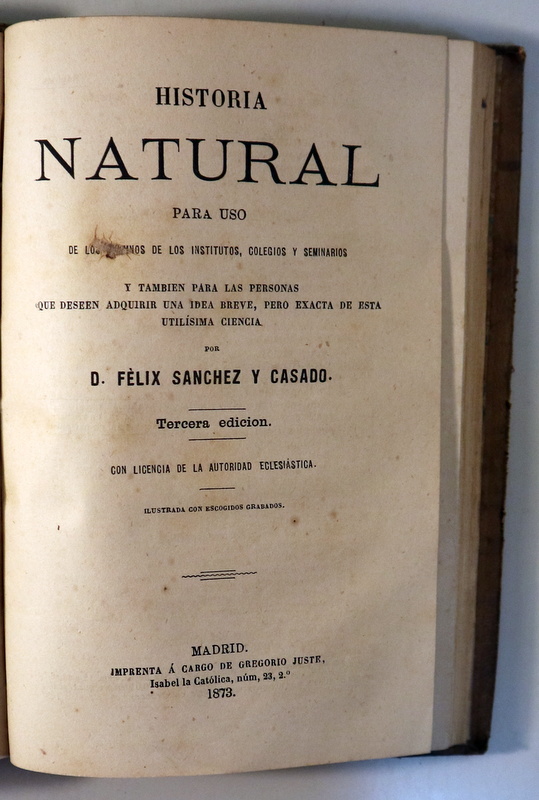 HISTORIA
NATURAL
PARA USO
DE LOS DE LOS INSTITUTOS, COLEGIOS Y SEMINARIOS
Y TAMBIEN PARA LAS PERSONAS
QUE DESEEN ADQUIRIR UNA IDEA BREVE, PERO EXACTA DE ESTA
UTILÍSIMA CIENCIA.
POR
D. FÈLIX SANCHEZ Y CASADO.
Tercera edicion.
CON LICENCIA DE LA AUTORIDAD ECLESIÁSTICA.
ILUSTRADA CON ESCOGIDOS GRABADOS.
MADRID.
IMPRENTA Á CARGO DE GREGORIO JUSTE,
Isabel la Católica, núm, 23, 2.°
1873.